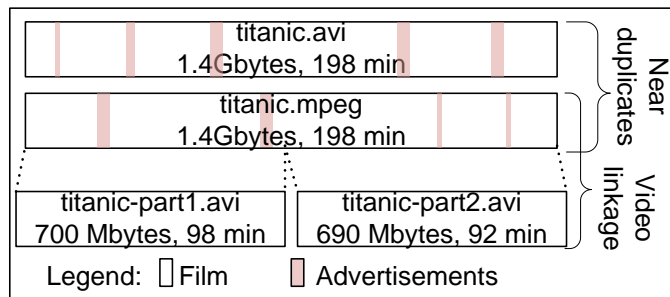 titanic.avi
1.4Gbytes, 198 min
titanic.mpeg
1.4Gbytes, 198 min
Near
duplicates
titanic-part1.avi
700 Mbytes, 98 min
titanic-part2.avi
690 Mbytes, 92 min
Video
linkage
Legend: Film Advertisements